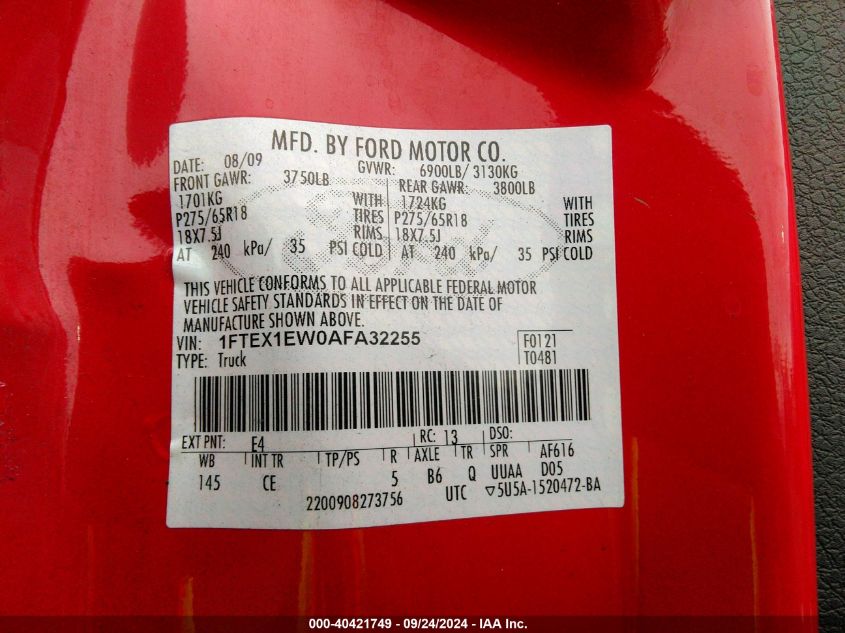 MFD. BY FORD MOTOR CO.
DATE: 08/09 GVWR: 6900LB/ 3130KG
FRONT GAWR: 3750LB REAR GAWR: 3800LB
1701KG WITH 1724KG WITH
P275/65R18 TIRES P275/65R18 TIRES
18X7.5J RIMS 18X7.5J RIMS
AT 240 kPa/ 35 PSI COLD AT 240 kPa/ 35 PSI COLD
THIS VEHICLE CONFORMS TO ALL APPLICABLE FEDERAL MOTOR
VEHICLE SAFETY STANDARDS IN EFFECT ON THE DATE OF
MANUFACTURE SHOWN ABOVE.
VIN: 1FTEX1EW0AFA32255 F0121
TYPE: Truck T0481
EXT PNT: E4 RC: 13 DSO:
WB INT TR TP/PS R AXLE TR SPR AF616
145 CE 5 B6 Q UUAA D05
2200908273756 UTC ▽5U5A-1520472-BA
000-40421749 - 09/24/2024 - IAA Inc.